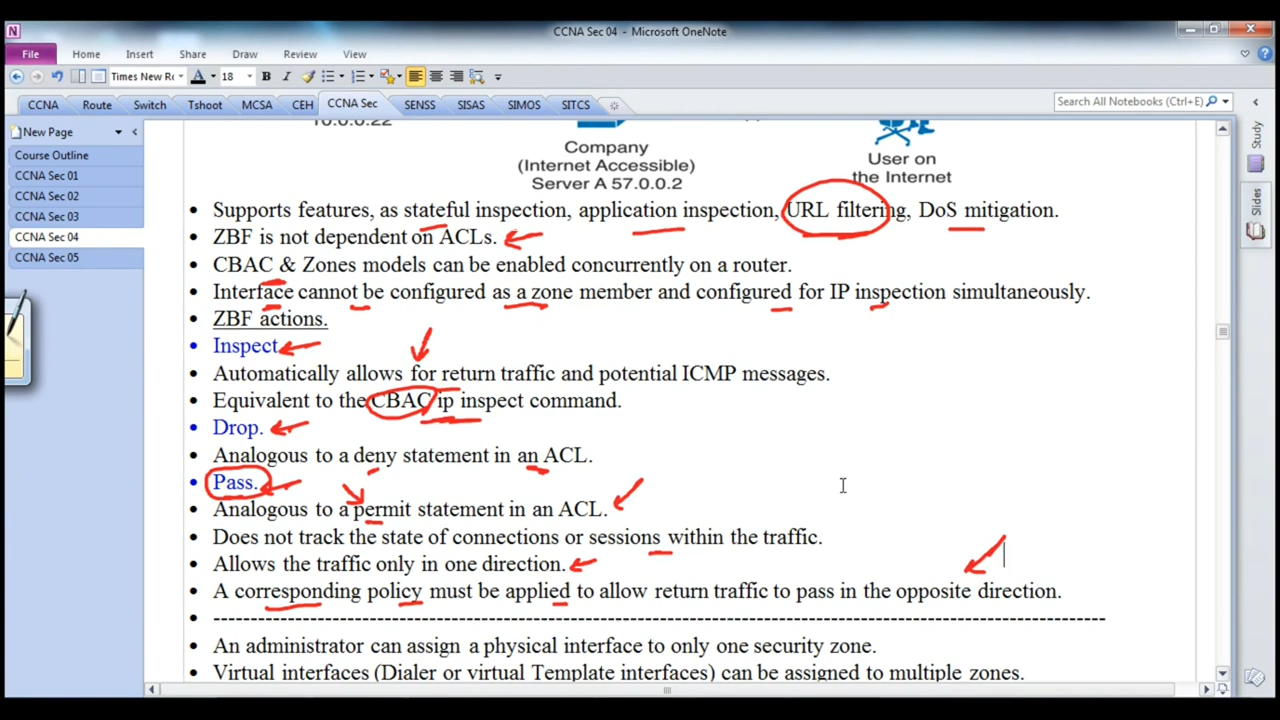 CCNA Sec 04 - Microsoft OneNote
File Home Insert Share Draw Review View
Times New Ro 18 B I A
CCNA Route Switch Tshoot MCSA CEH CCNA Sec SENSS SISAS SIMOS SITCS
Search All Notebooks (Ctrl+E)
New Page
Course Outline
CCNA Sec 01
CCNA Sec 02
CCNA Sec 03
CCNA Sec 04
CCNA Sec 05
Study
Slides
10.0.0.22
Company
(Internet Accessible)
Server A 57.0.0.2
User on
the Internet
• Supports features, as stateful inspection, application inspection, URL filtering, DoS mitigation.
• ZBF is not dependent on ACLs.
• CBAC & Zones models can be enabled concurrently on a router.
• Interface cannot be configured as a zone member and configured for IP inspection simultaneously.
• ZBF actions.
• Inspect.
• Automatically allows for return traffic and potential ICMP messages.
• Equivalent to the CBAC ip inspect command.
• Drop.
• Analogous to a deny statement in an ACL.
• Pass.
• Analogous to a permit statement in an ACL.
• Does not track the state of connections or sessions within the traffic.
• Allows the traffic only in one direction.
• A corresponding policy must be applied to allow return traffic to pass in the opposite direction.
• -----------------------------------------------------------------------------------------
• An administrator can assign a physical interface to only one security zone.
• Virtual interfaces (Dialer or virtual Template interfaces) can be assigned to multiple zones.